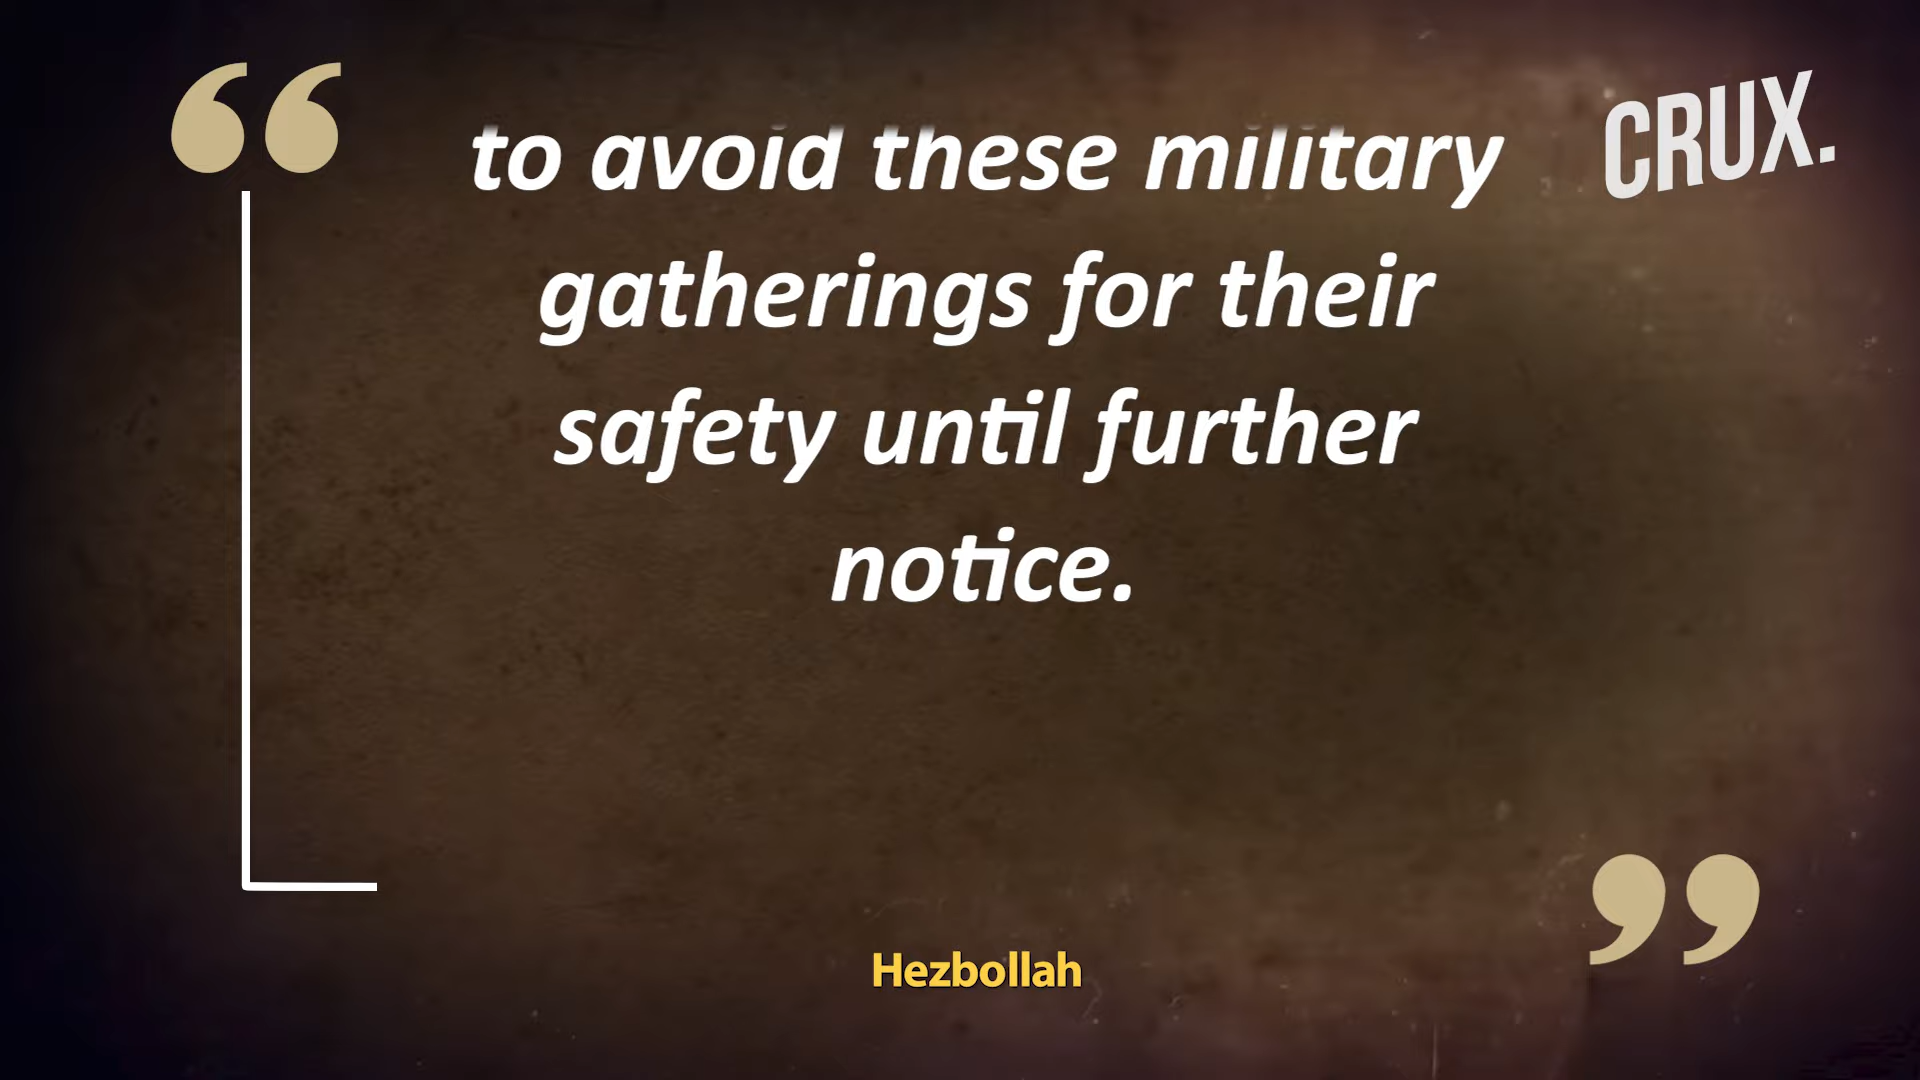 to avoid these military
CRUX.
gatherings for their
safety until further
notice.
Hezbollah